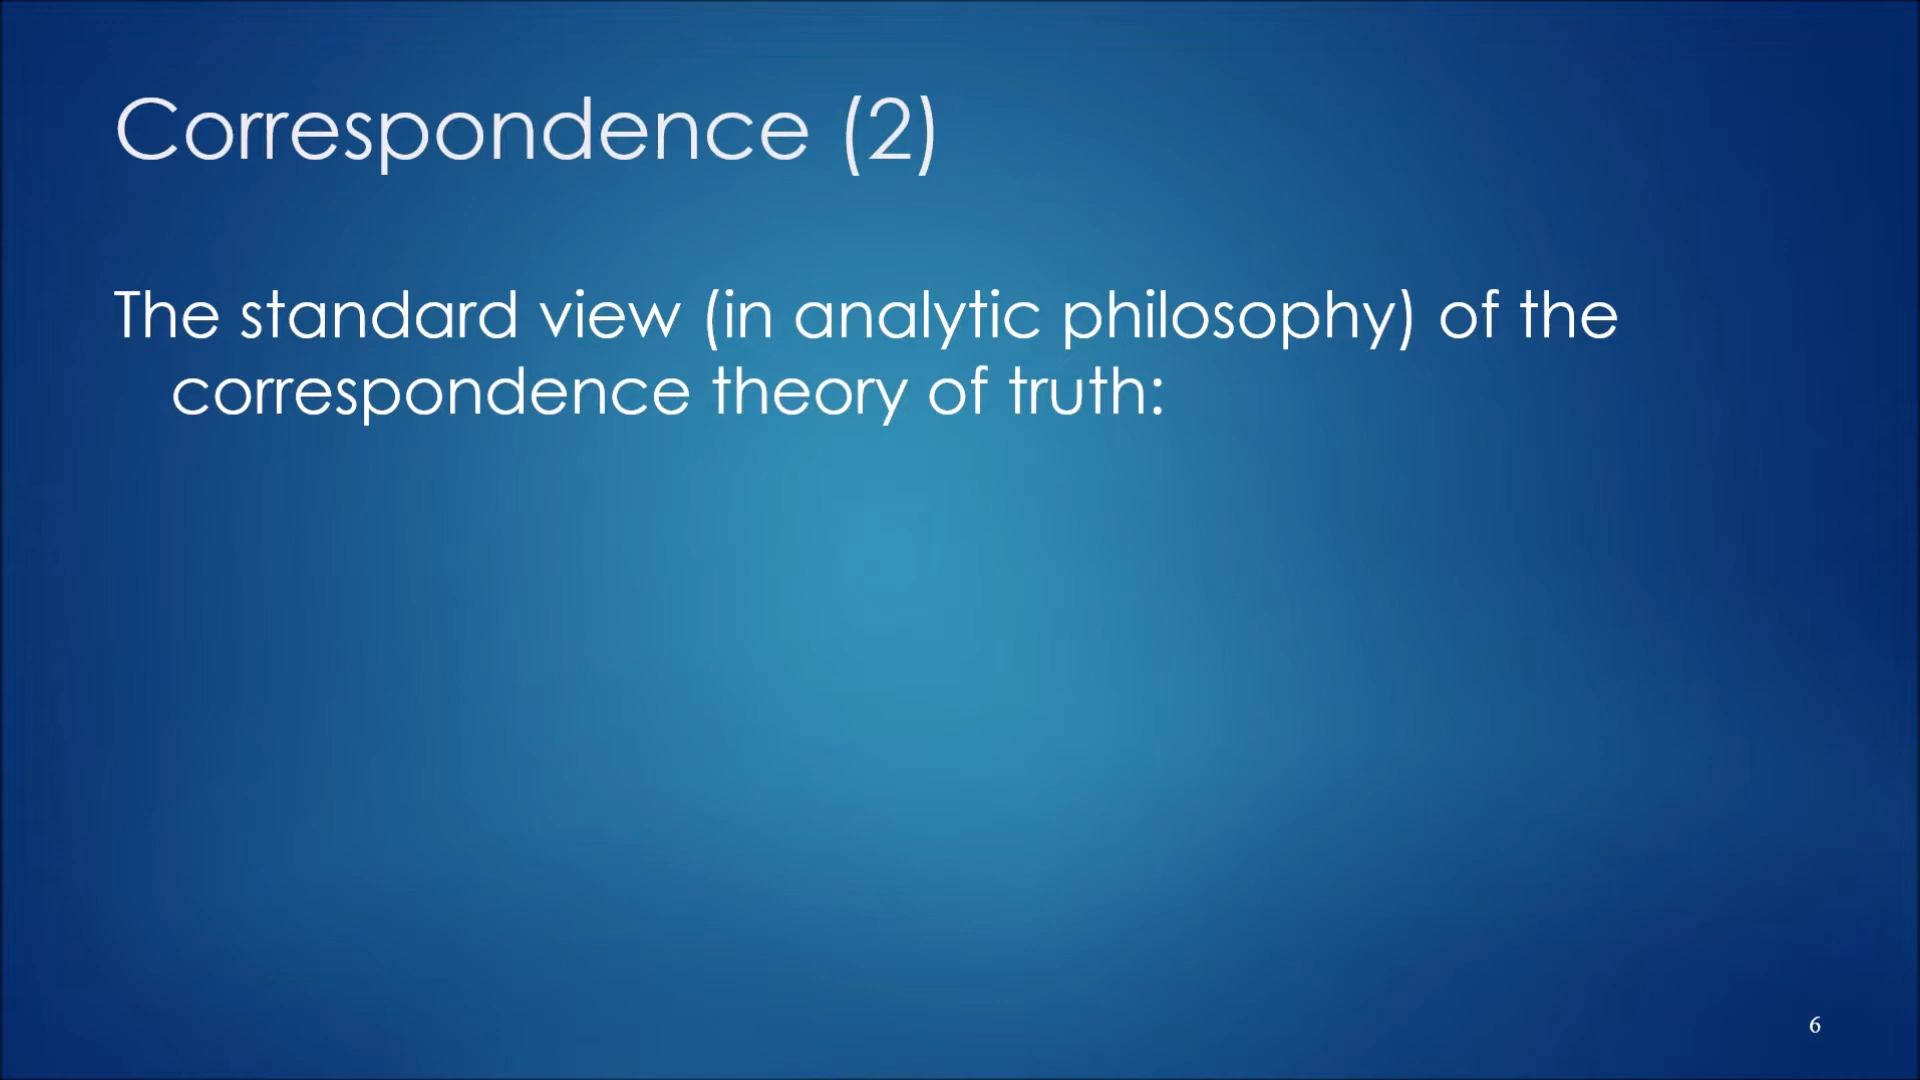 Correspondence (2)
The standard view (in analytic philosophy) of the
correspondence theory of truth:
6